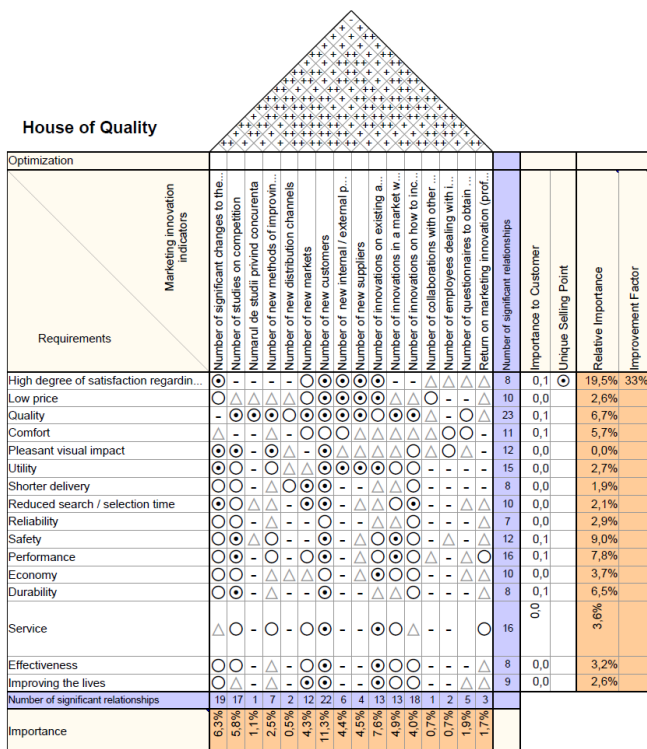 House of Quality
Optimization
Marketing innovation indicators
Requirements
Number of significant changes to the...
Number of studies on competition
Numarul de studii privind concurenta
Number of new methods of improvin...
Number of new distribution channels
Number of new markets
Number of new customers
Number of  new internal / external p...
Number of new suppliers
Number of innovations on existing a...
Number of innovations in a market w...
Number of innovations on how to inc...
Number of collaborations with other ...
Number of employees dealing with i...
Number of questionnaires to obtain ...
Return on marketing innovation (prof...
Number of significant relationships
Importance to Customer
Unique Selling Point
Relative Importance
Improvement Factor
High degree of satisfaction regardin... 8 0,1 19,5% 33%
Low price 10 0,0 2,6%
Quality 23 0,1 6,7%
Comfort 11 0,1 5,7%
Pleasant visual impact 12 0,0 0,0%
Utility 15 0,0 2,7%
Shorter delivery 8 0,0 1,9%
Reduced search / selection time 10 0,0 2,1%
Reliability 7 0,0 2,9%
Safety 12 0,1 9,0%
Performance 16 0,1 7,8%
Economy 10 0,0 3,7%
Durability 8 0,1 6,5%
Service 16 0,0 3,6%
Effectiveness 8 0,0 3,2%
Improving the lives 9 0,0 2,6%
Number of significant relationships 19 17 1 7 2 12 22 6 4 13 13 18 1 2 5 3
Importance 6,3% 5,8% 1,1% 2,5% 0,5% 4,3% 11,3% 4,4% 4,5% 7,6% 4,9% 4,0% 0,7% 0,7% 1,9% 1,7%